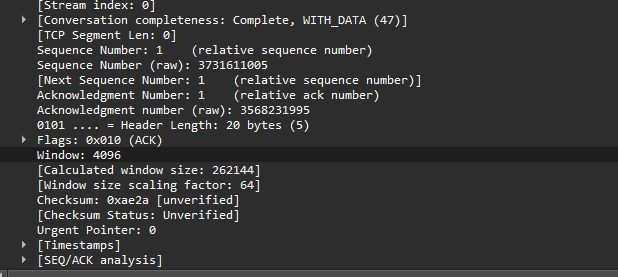 [Stream index: 0]
[Conversation completeness: Complete, WITH_DATA (47)]
[TCP Segment Len: 0]
Sequence Number: 1    (relative sequence number)
Sequence Number (raw): 3731611005
[Next Sequence Number: 1    (relative sequence number)]
Acknowledgment Number: 1    (relative ack number)
Acknowledgment number (raw): 3568231995
0101 .... = Header Length: 20 bytes (5)
Flags: 0x010 (ACK)
Window: 4096
[Calculated window size: 262144]
[Window size scaling factor: 64]
Checksum: 0xae2a [unverified]
[Checksum Status: Unverified]
Urgent Pointer: 0
[Timestamps]
[SEQ/ACK analysis]